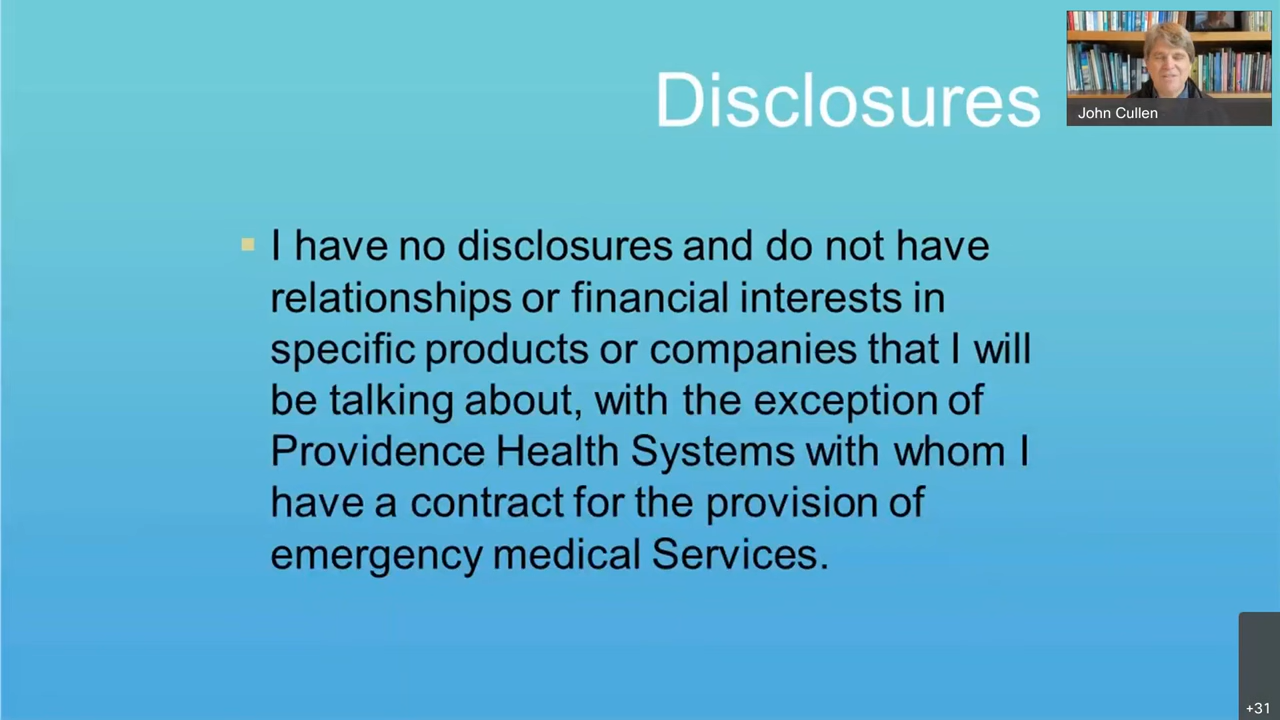 Disclosures
John Cullen
I have no disclosures and do not have
relationships or financial interests in
specific products or companies that I will
be talking about, with the exception of
Providence Health Systems with whom I
have a contract for the provision of
emergency medical Services.
+31